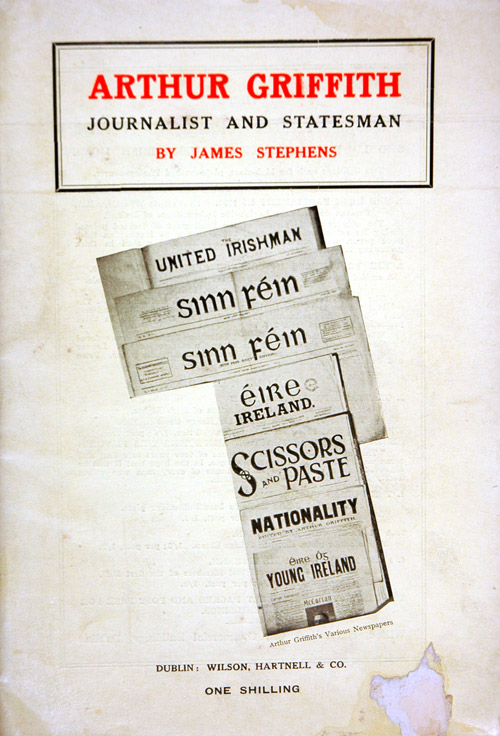 ARTHUR GRIFFITH
JOURNALIST AND STATESMAN
BY JAMES STEPHENS
THE
UNITED IRISHMAN
sinn féin
sinn féin
éire
IRELAND.
SCISSORS
AND PASTE
NATIONALITY
EDITED BY ARTHUR GRIFFITH
éire óg
YOUNG IRELAND
Arthur Griffith's Various Newspapers
DUBLIN: WILSON, HARTNELL & CO.
ONE SHILLING